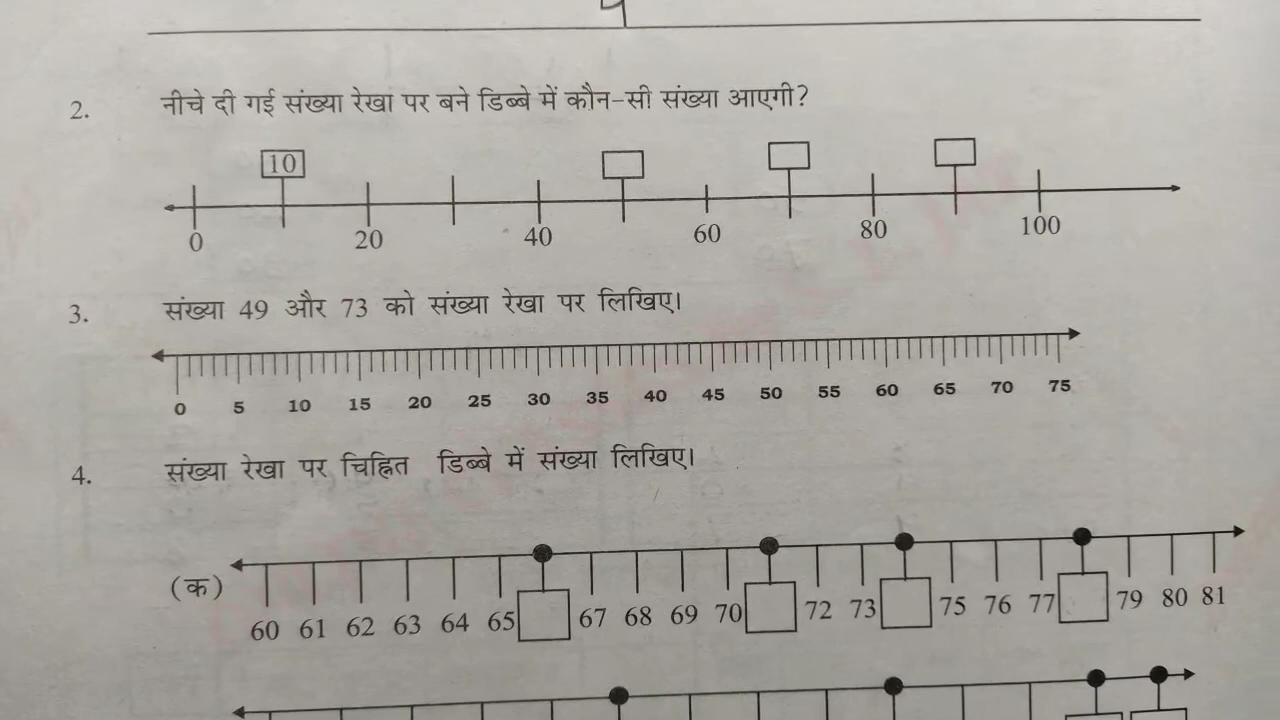 2. नीचे दी गई संख्या रेखा पर बने डिब्बे में कौन-सी संख्या आएगी?
10
0 20 40 60 80 100
3. संख्या 49 और 73 को संख्या रेखा पर लिखिए।
0 5 10 15 20 25 30 35 40 45 50 55 60 65 70 75
4. संख्या रेखा पर चिह्नित डिब्बे में संख्या लिखिए।
(क) 60 61 62 63 64 65 67 68 69 70 72 73 75 76 77 79 80 81